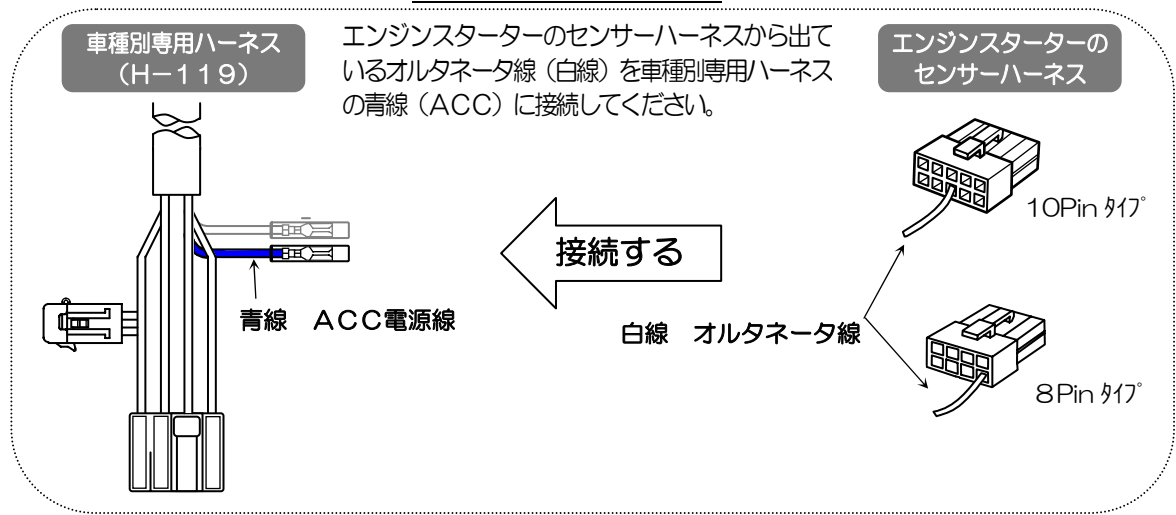 車種別専用ハーネス
（H－119）
エンジンスターターのセンサーハーネスから出て
いるオルタネータ線（白線）を車種別専用ハーネス
の青線（ACC）に接続してください。
エンジンスターターの
センサーハーネス
10Pin ﾀｲﾌﾟ
接続する
青線　ACC電源線
白線　オルタネータ線
8Pin ﾀｲﾌﾟ